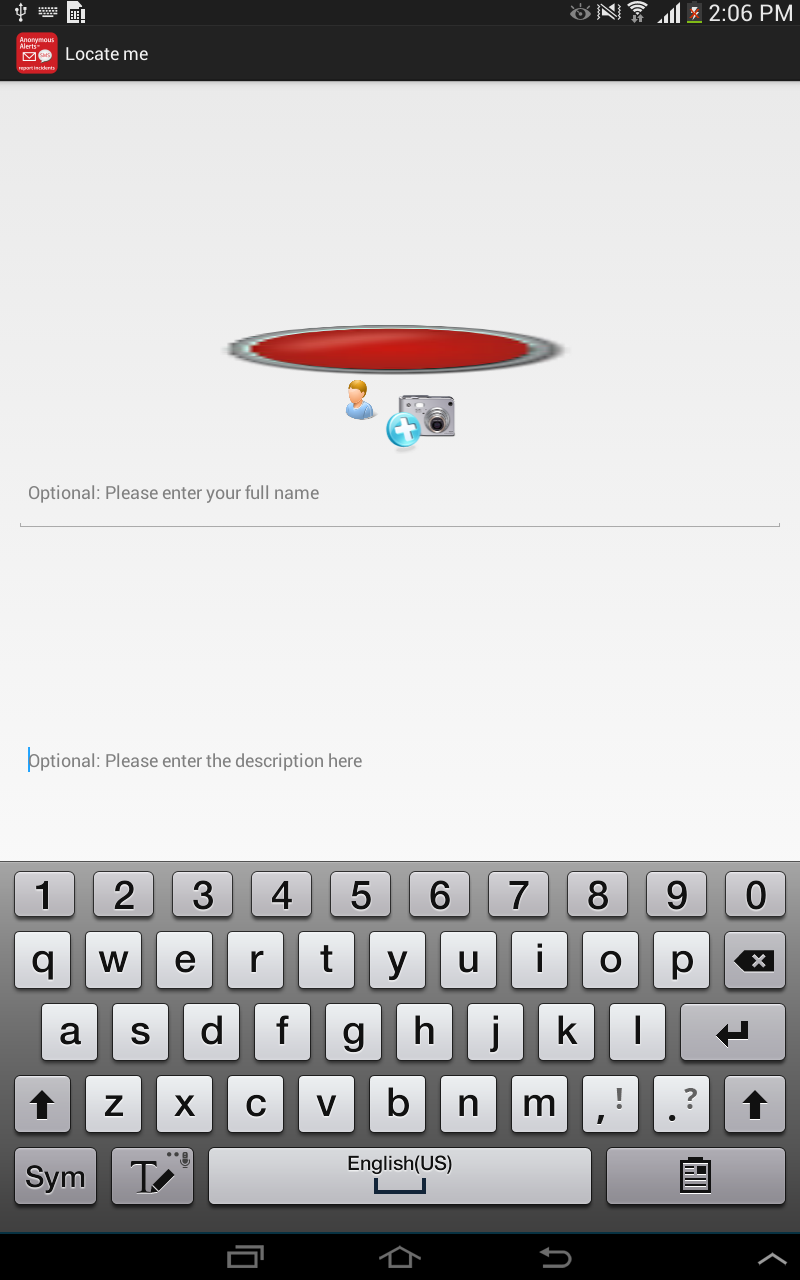 2:06 PM
Anonymous
Alerts
SMS
report incidents
Locate me
Optional: Please enter your full name
Optional: Please enter the description here
1 2 3 4 5 6 7 8 9 0
q w e r t y u i o p
a s d f g h j k l
z x c v b n m , ! . ?
Sym T English(US)